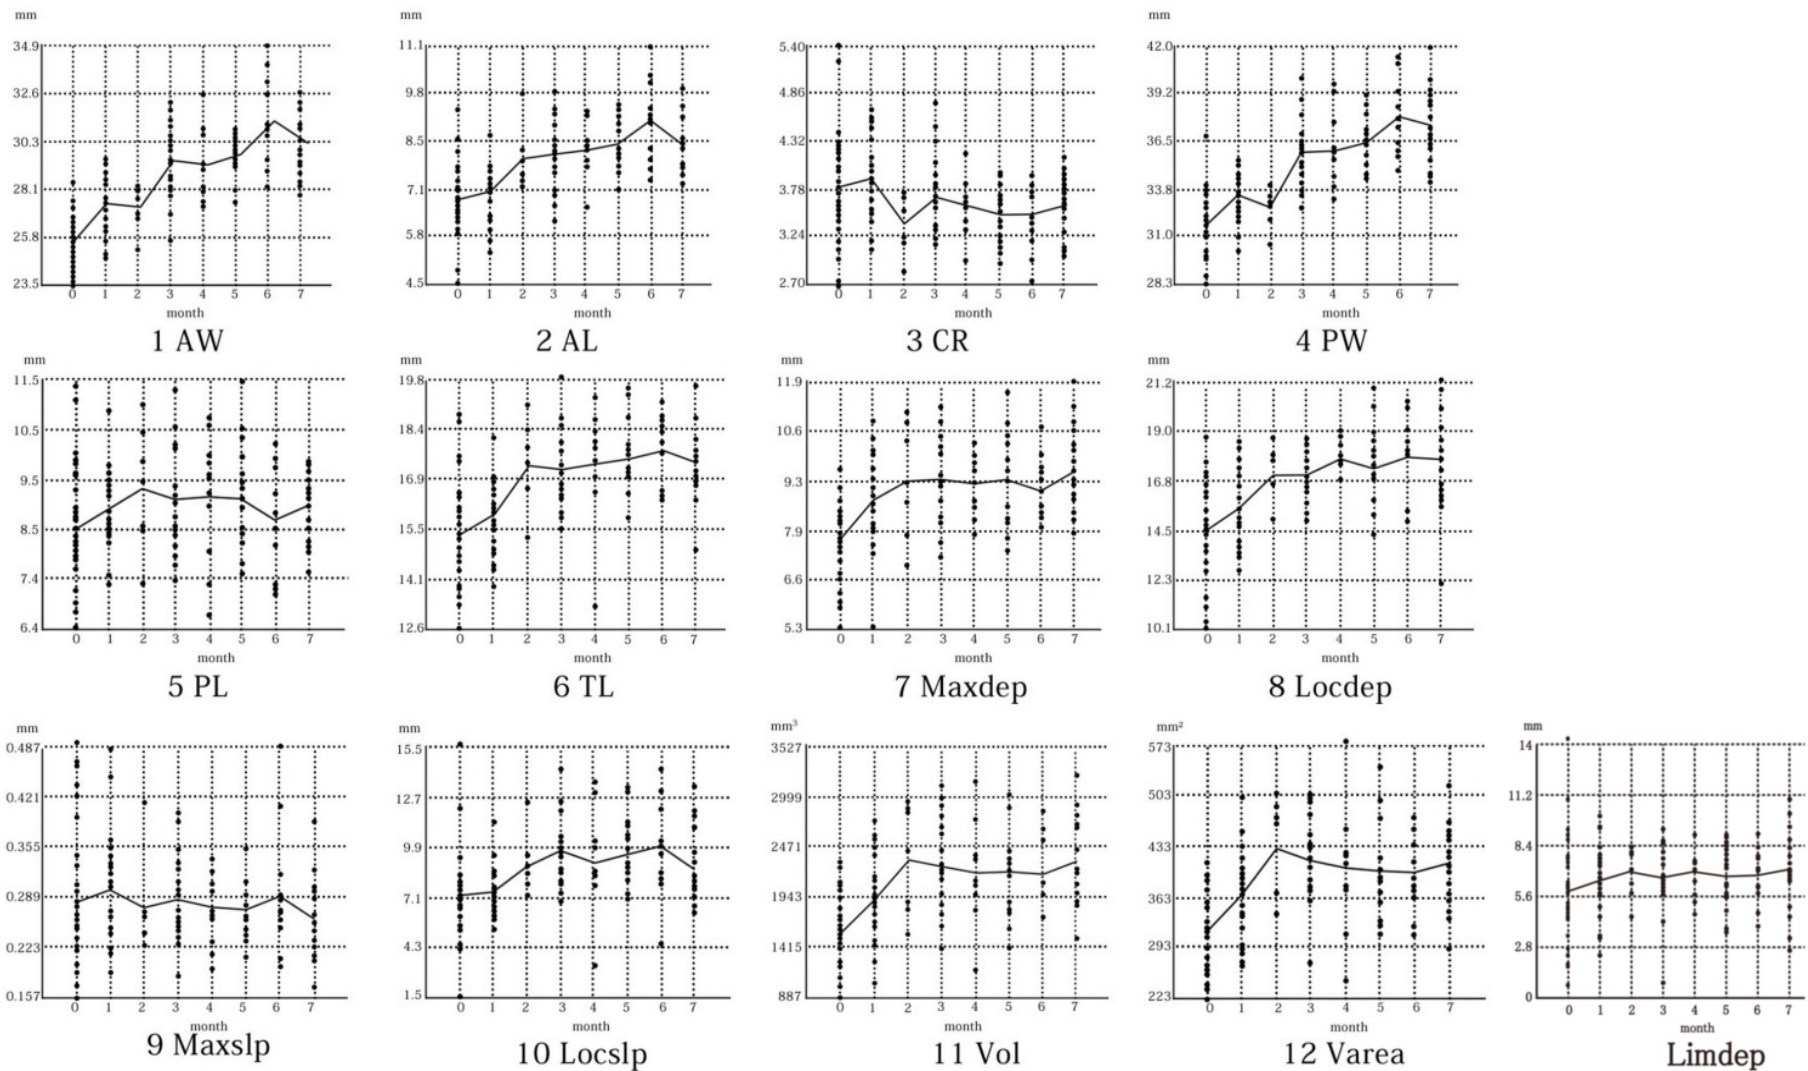 mm
34.9
32.6
30.3
28.1
25.8
23.5
0 1 2 3 4 5 6 7
month
1 AW
mm
11.1
9.8
8.5
7.1
5.8
4.5
0 1 2 3 4 5 6 7
month
2 AL
mm
5.40
4.86
4.32
3.78
3.24
2.70
0 1 2 3 4 5 6 7
month
3 CR
mm
42.0
39.2
36.5
33.8
31.0
28.3
0 1 2 3 4 5 6 7
month
4 PW
mm
11.5
10.5
9.5
8.5
7.4
6.4
0 1 2 3 4 5 6 7
month
5 PL
mm
19.8
18.4
16.9
15.5
14.1
12.6
0 1 2 3 4 5 6 7
month
6 TL
mm
11.9
10.6
9.3
7.9
6.6
5.3
0 1 2 3 4 5 6 7
month
7 Maxdep
mm
21.2
19.0
16.8
14.5
12.3
10.1
0 1 2 3 4 5 6 7
month
8 Locdep
mm
0.487
0.421
0.355
0.289
0.223
0.157
0 1 2 3 4 5 6 7
month
9 Maxslp
mm
15.5
12.7
9.9
7.1
4.3
1.5
0 1 2 3 4 5 6 7
month
10 Locslp
mm³
3527
2999
2471
1943
1415
887
0 1 2 3 4 5 6 7
month
11 Vol
mm²
573
503
433
363
293
223
0 1 2 3 4 5 6 7
month
12 Varea
mm
14
11.2
8.4
5.6
2.8
0
0 1 2 3 4 5 6 7
month
Limdep